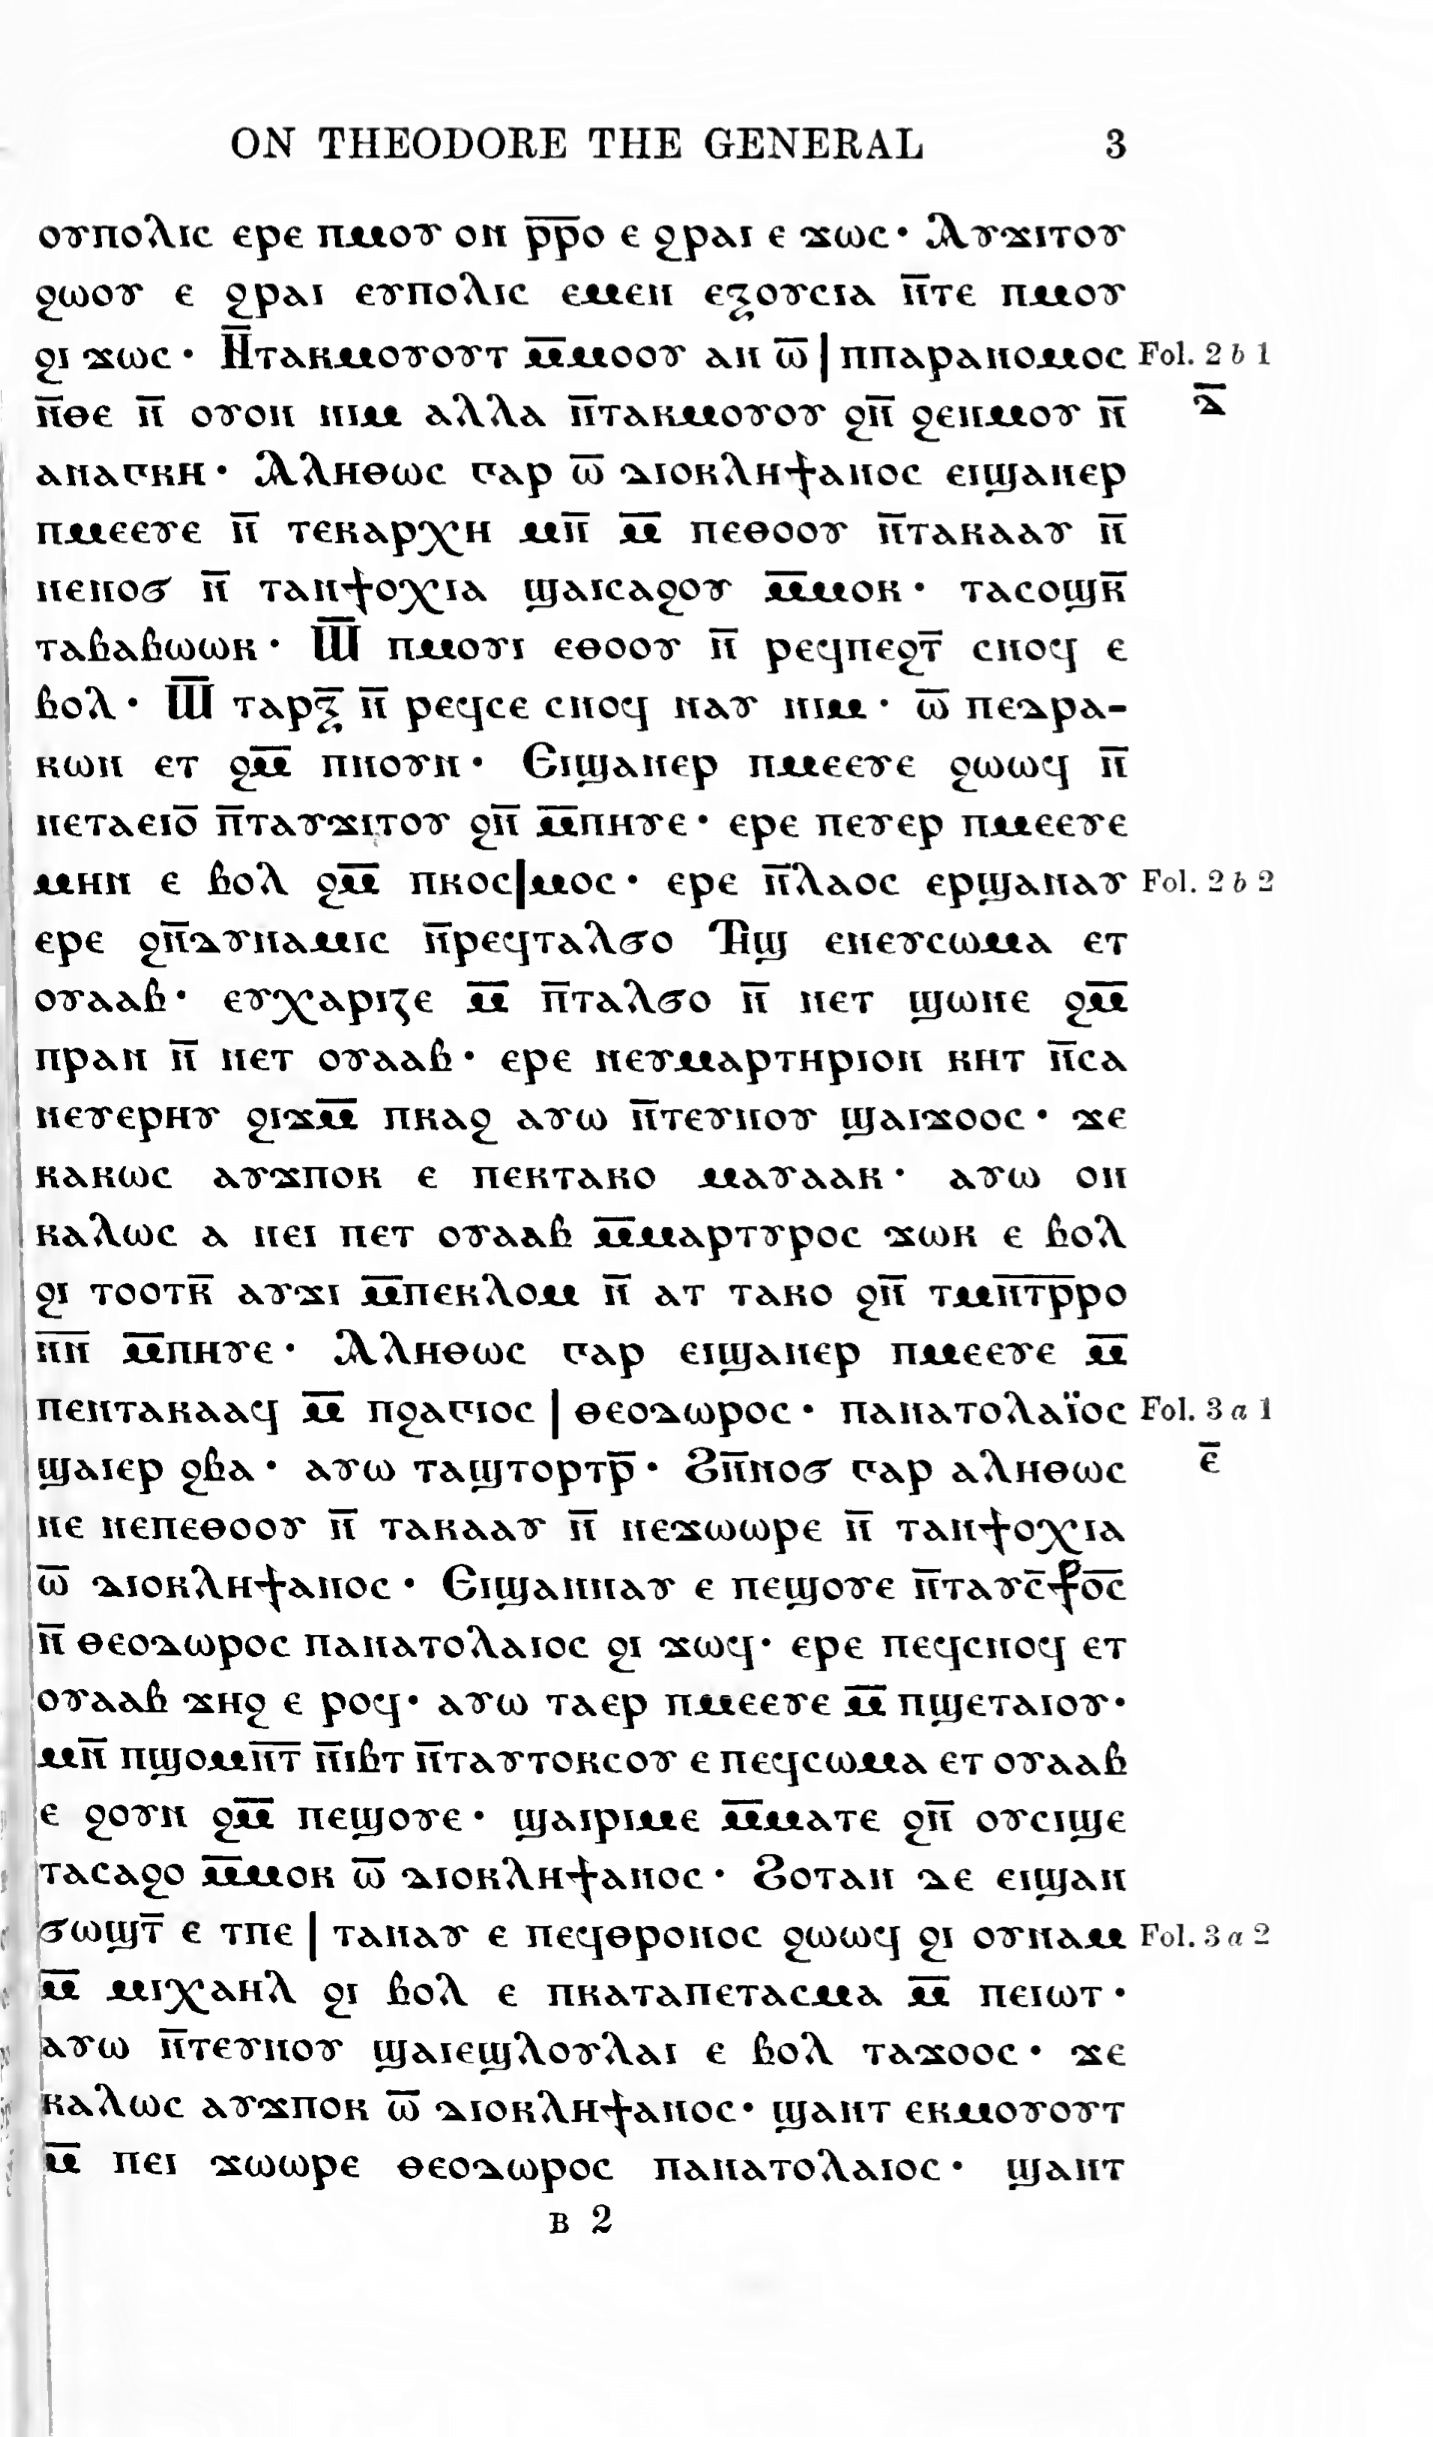 ON THEODORE THE GENERAL 3
ⲟⲩⲡⲟⲗⲓⲥ ⲉⲣⲉ ⲡⲙⲟⲩ ⲟⲛ ⲣ̅ⲣ̅ⲟ ⲉ ϩⲣⲁⲓ ⲉ ϫⲱⲥ· Ⲁⲩϫⲓⲧⲟⲩ
ϩⲱⲟⲩ ⲉ ϩⲣⲁⲓ ⲉⲩⲡⲟⲗⲓⲥ ⲉⲙⲉⲛ ⲉⲝⲟⲩⲥⲓⲁ ⲛ̅ⲧⲉ ⲡⲙⲟⲩ
ϩⲓ ϫⲱⲥ· Ⲛ̅ⲧⲁⲕⲙⲟⲩⲟⲩⲧ ⲙ̅ⲙⲟⲟⲩ ⲁⲛ ⲱ̅ | ⲡⲡⲁⲣⲁⲛⲟⲙⲟⲥ Fol. 2 b 1
ⲛ̅ⲑⲉ ⲛ̅ ⲟⲩⲟⲛ ⲛⲓⲙ ⲁⲗⲗⲁ ⲛ̅ⲧⲁⲕⲙⲟⲩⲟⲩ ϩⲛ̅ ϩⲉⲛⲙⲟⲩ ⲛ̅ ⲇ̅
ⲁⲛⲁⲅⲕⲏ· Ⲁⲗⲏⲑⲱⲥ ⲅⲁⲣ ⲱ̅ ⲇⲓⲟⲕⲗⲏϯⲁⲛⲟⲥ ⲉⲓϣⲁⲛⲉⲣ
ⲡⲙⲉⲉⲩⲉ ⲛ̅ ⲧⲉⲕⲁⲣⲭⲏ ⲙⲛ̅ ⲙ̅ ⲡⲉⲑⲟⲟⲩ ⲛ̅ⲧⲁⲕⲁⲁⲩ ⲛ̅
ⲛⲉⲛⲟϭ ⲛ̅ ⲧⲁⲛϯⲟⲭⲓⲁ ϣⲁⲓⲥⲁϩⲟⲩ ⲙ̅ⲙⲟⲕ· ⲧⲁⲥⲟϣⲕ̅
ⲧⲁⲃⲁⲃⲱⲱⲕ· Ⲱ̅ ⲡⲙⲟⲩⲓ ⲉⲑⲟⲟⲩ ⲛ̅ ⲣⲉϥⲡⲉϩⲧ̅ ⲥⲛⲟϥ ⲉ
ⲃⲟⲗ· Ⲱ̅ ⲧⲁⲣⲝ̅ ⲛ̅ ⲣⲉϥⲥⲉ ⲥⲛⲟϥ ⲛⲁⲩ ⲛⲓⲙ· ⲱ̅ ⲡⲉⲇⲣⲁ-
ⲕⲱⲛ ⲉⲧ ϩⲙ̅ ⲡⲛⲟⲩⲛ· Ⲉⲓϣⲁⲛⲉⲣ ⲡⲙⲉⲉⲩⲉ ϩⲱⲱϥ ⲛ̅
ⲛⲉⲧⲁⲉⲓⲟ̅ ⲛ̅ⲧⲁⲩϫⲓⲧⲟⲩ ϩⲛ̅ ⲙ̅ⲡⲏⲩⲉ· ⲉⲣⲉ ⲡⲉⲩⲉⲣ ⲡⲙⲉⲉⲩⲉ
ⲙⲏⲛ ⲉ ⲃⲟⲗ ϩⲙ̅ ⲡⲕⲟⲥ|ⲙⲟⲥ· ⲉⲣⲉ ⲛ̅ⲗⲁⲟⲥ ⲉⲣϣⲁⲛⲁⲩ Fol. 2 b 2
ⲉⲣⲉ ϩⲛ̅ⲇⲩⲛⲁⲙⲓⲥ ⲛ̅ⲣⲉϥⲧⲁⲗϭⲟ Ϯⲏϣ ⲉⲛⲉⲩⲥⲱⲙⲁ ⲉⲧ
ⲟⲩⲁⲁⲃ· ⲉⲩⲭⲁⲣⲓⲍⲉ ⲙ̅ ⲡ̅ⲧⲁⲗϭⲟ ⲛ̅ ⲛⲉⲧ ϣⲱⲛⲉ ϩⲙ̅
ⲡⲣⲁⲛ ⲛ̅ ⲛⲉⲧ ⲟⲩⲁⲁⲃ· ⲉⲣⲉ ⲛⲉⲩⲙⲁⲣⲧⲏⲣⲓⲟⲛ ⲕⲏⲧ ⲛ̅ⲥⲁ
ⲛⲉⲩⲉⲣⲏⲩ ϩⲓϫⲙ̅ ⲡⲕⲁϩ ⲁⲩⲱ ⲛ̅ⲧⲉⲩⲛⲟⲩ ϣⲁⲓϫⲟⲟⲥ· ϫⲉ
ⲕⲁⲕⲱⲥ ⲁⲩϫⲡⲟⲕ ⲉ ⲡⲉⲕⲧⲁⲕⲟ ⲙⲁⲩⲁⲁⲕ· ⲁⲩⲱ ⲟⲛ
ⲕⲁⲗⲱⲥ ⲁ ⲛⲉⲓ ⲡⲉⲧ ⲟⲩⲁⲁⲃ ⲙ̅ⲙⲁⲣⲧⲩⲣⲟⲥ ϫⲱⲕ ⲉ ⲃⲟⲗ
ϩⲓ ⲧⲟⲟⲧⲕ̅ ⲁⲩϫⲓ ⲙ̅ⲡⲉⲕⲗⲟⲙ ⲛ̅ ⲁⲧ ⲧⲁⲕⲟ ϩⲛ̅ ⲧⲙⲛ̅ⲧ̅ⲣ̅ⲣⲟ
ⲛ̅ⲛ̅ ⲙ̅ⲡⲏⲩⲉ· Ⲁⲗⲏⲑⲱⲥ ⲅⲁⲣ ⲉⲓϣⲁⲛⲉⲣ ⲡⲙⲉⲉⲩⲉ ⲙ̅
ⲡⲉⲛⲧⲁⲕⲁⲁϥ ⲙ̅ ⲡϩⲁⲅⲓⲟⲥ | ⲑⲉⲟⲇⲱⲣⲟⲥ· ⲡⲁⲛⲁⲧⲟⲗⲁⲓ̈ⲟⲥ Fol. 3 a 1
ϣⲁⲓⲉⲣ ϩⲃⲁ· ⲁⲩⲱ ⲧⲁϣⲧⲟⲣⲧⲣ̅· Ϩⲛ̅ⲛⲟϭ ⲅⲁⲣ ⲁⲗⲏⲑⲱⲥ ⲉ̅
ⲛⲉ ⲛⲉⲡⲉⲑⲟⲟⲩ ⲛ̅ ⲧⲁⲕⲁⲁⲩ ⲛ̅ ⲛⲉϫⲱⲱⲣⲉ ⲛ̅ ⲧⲁⲛϯⲟⲭⲓⲁ
ⲱ̅ ⲇⲓⲟⲕⲗⲏϯⲁⲛⲟⲥ· Ⲉⲓϣⲁⲛⲛⲁⲩ ⲉ ⲡⲉϣⲟⲩⲉ ⲛ̅ⲧⲁⲩⲥ̅⳨ⲟ̅ⲥ̅
ⲛ̅ ⲑⲉⲟⲇⲱⲣⲟⲥ ⲡⲁⲛⲁⲧⲟⲗⲁⲓⲟⲥ ϩⲓ ϫⲱϥ· ⲉⲣⲉ ⲡⲉϥⲥⲛⲟϥ ⲉⲧ
ⲟⲩⲁⲁⲃ ϫⲏϩ ⲉ ⲣⲟϥ· ⲁⲩⲱ ⲧⲁⲉⲣ ⲡⲙⲉⲉⲩⲉ ⲙ̅ ⲡϣⲉⲧⲁⲓⲟⲩ·
ⲙⲛ̅ ⲡϣⲟⲙⲛ̅ⲧ̅ ⲛ̅ⲓⲃⲧ ⲛ̅ⲧⲁⲩⲧⲟⲕⲥⲟⲩ ⲉ ⲡⲉϥⲥⲱⲙⲁ ⲉⲧ ⲟⲩⲁⲁⲃ
ⲉ ϩⲟⲩⲛ ϩⲙ̅ ⲡⲉϣⲟⲩⲉ· ϣⲁⲓⲣⲓⲙⲉ ⲙ̅ⲙⲁⲧⲉ ϩⲛ̅ ⲟⲩⲥⲓϣⲉ
ⲧⲁⲥⲁϩⲟ ⲙ̅ⲙⲟⲕ ⲱ̅ ⲇⲓⲟⲕⲗⲏϯⲁⲛⲟⲥ· Ϩⲟⲧⲁⲛ ⲇⲉ ⲉⲓϣⲁⲛ
ϭⲱϣⲧ̅ ⲉ ⲧⲡⲉ | ⲧⲁⲛⲁⲩ ⲉ ⲡⲉϥⲑⲣⲟⲛⲟⲥ ϩⲱⲱϥ ϩⲓ ⲟⲩⲛⲁⲙ Fol. 3 a 2
ⲙ̅ ⲙⲓⲭⲁⲏⲗ ϩⲓ ⲃⲟⲗ ⲉ ⲡⲕⲁⲧⲁⲡⲉⲧⲁⲥⲙⲁ ⲙ̅ ⲡⲉⲓⲱⲧ·
ⲁⲩⲱ ⲛ̅ⲧⲉⲩⲛⲟⲩ ϣⲁⲓⲉϣⲗⲟⲩⲗⲁⲓ ⲉ ⲃⲟⲗ ⲧⲁϫⲟⲟⲥ· ϫⲉ
ⲕⲁⲗⲱⲥ ⲁⲩϫⲡⲟⲕ ⲱ̅ ⲇⲓⲟⲕⲗⲏϯⲁⲛⲟⲥ· ϣⲁⲛⲧ ⲉⲕⲙⲟⲩⲟⲩⲧ
ⲙ̅ ⲡⲉⲓ ϫⲱⲱⲣⲉ ⲑⲉⲟⲇⲱⲣⲟⲥ ⲡⲁⲛⲁⲧⲟⲗⲁⲓⲟⲥ· ϣⲁⲛⲧ
B 2